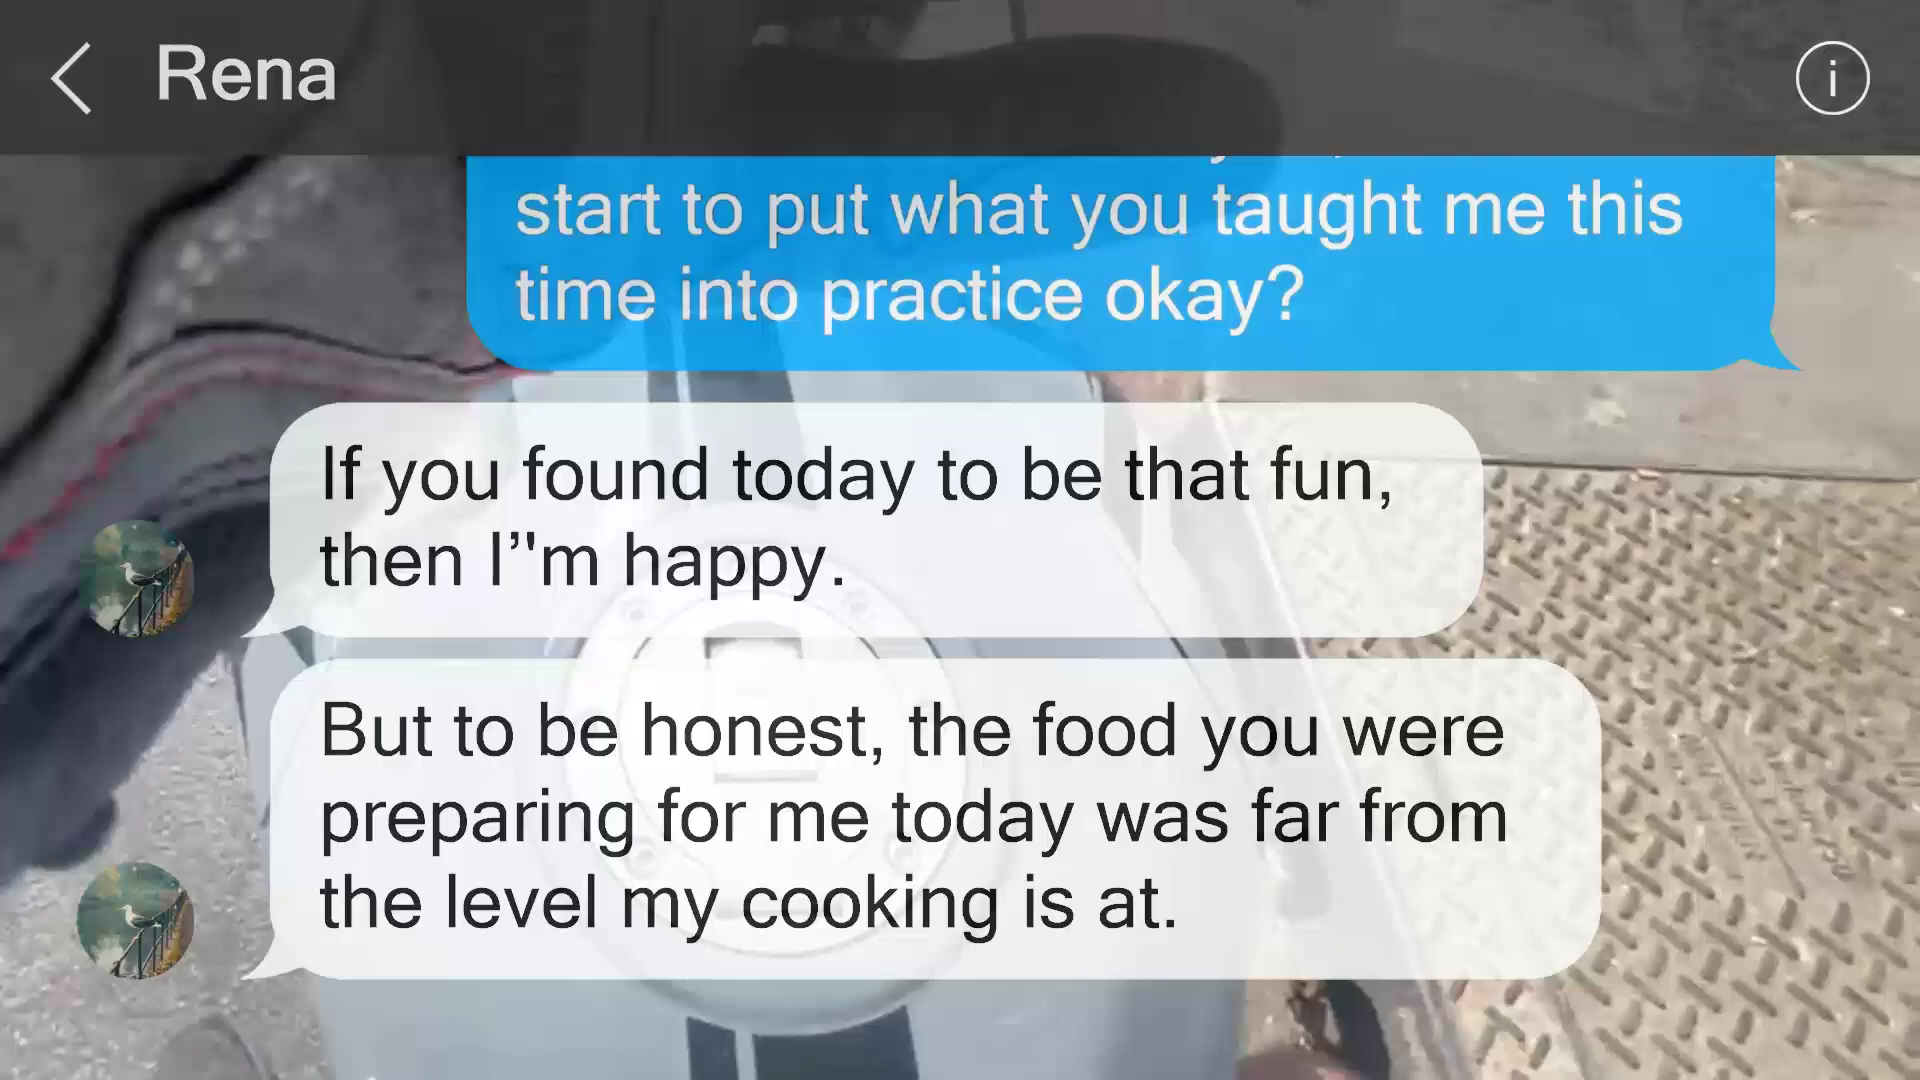 Rena
start to put what you taught me this
time into practice okay?
If you found today to be that fun,
then I’'m happy.
But to be honest, the food you were
preparing for me today was far from
the level my cooking is at.